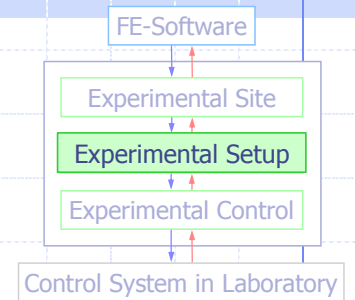 FE-Software
Experimental Site
Experimental Setup
Experimental Control
Control System in Laboratory